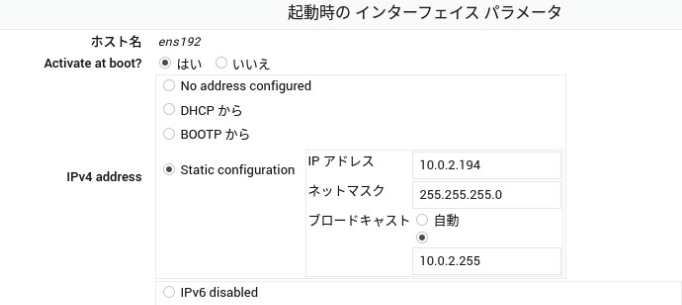 起動時の インターフェイス パラメータ
ホスト名 ens192
Activate at boot? はい いいえ
No address configured
DHCP から
BOOTP から
IPv4 address
Static configuration
IP アドレス 10.0.2.194
ネットマスク 255.255.255.0
ブロードキャスト 自動
10.0.2.255
IPv6 disabled